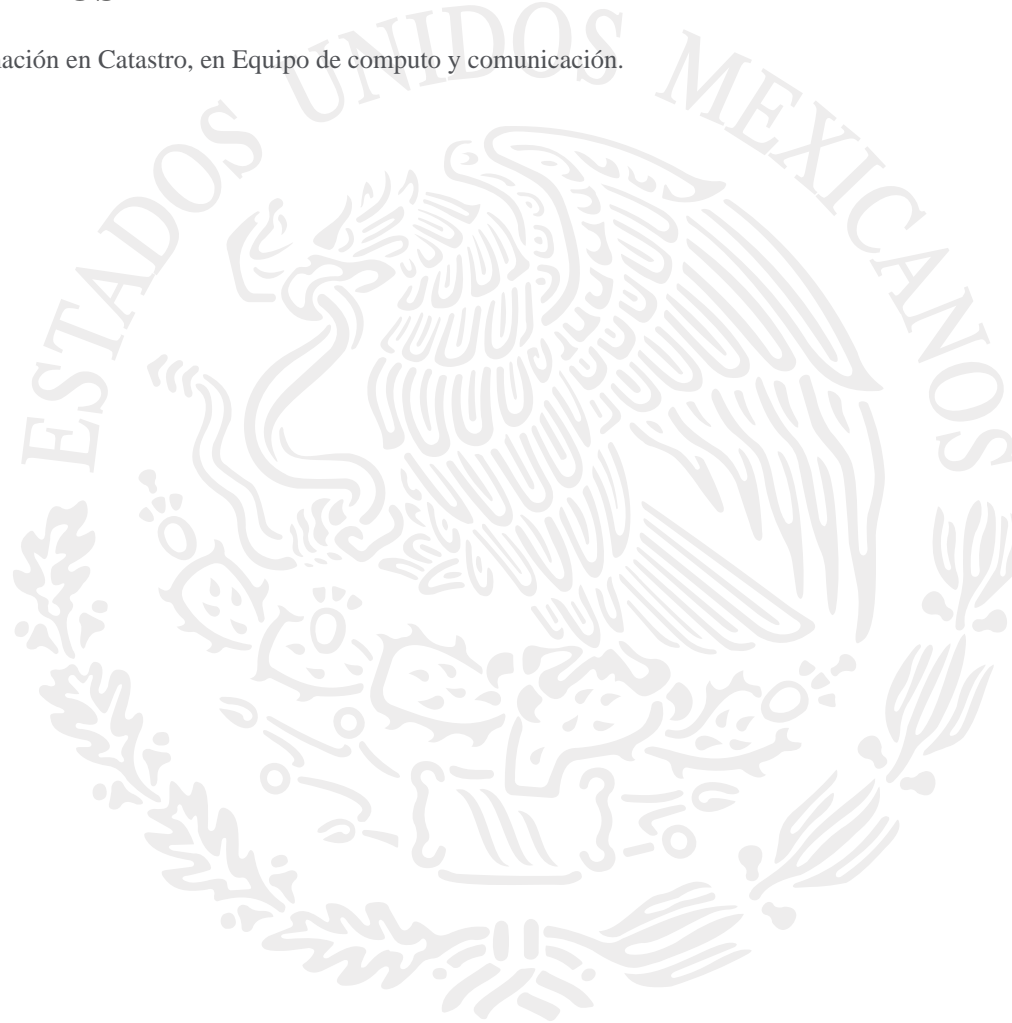 ación en Catastro, en Equipo de computo y comunicación.
ESTADOS UNIDOS MEXICANOS